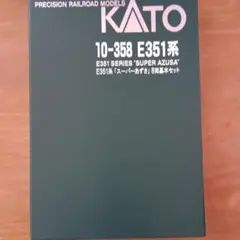 PRECISION RAILROAD MODELS
KATO
10-358 E351系
E351 SERIES "SUPER AZUSA"
E351系「スーパーあずさ」8両基本セット